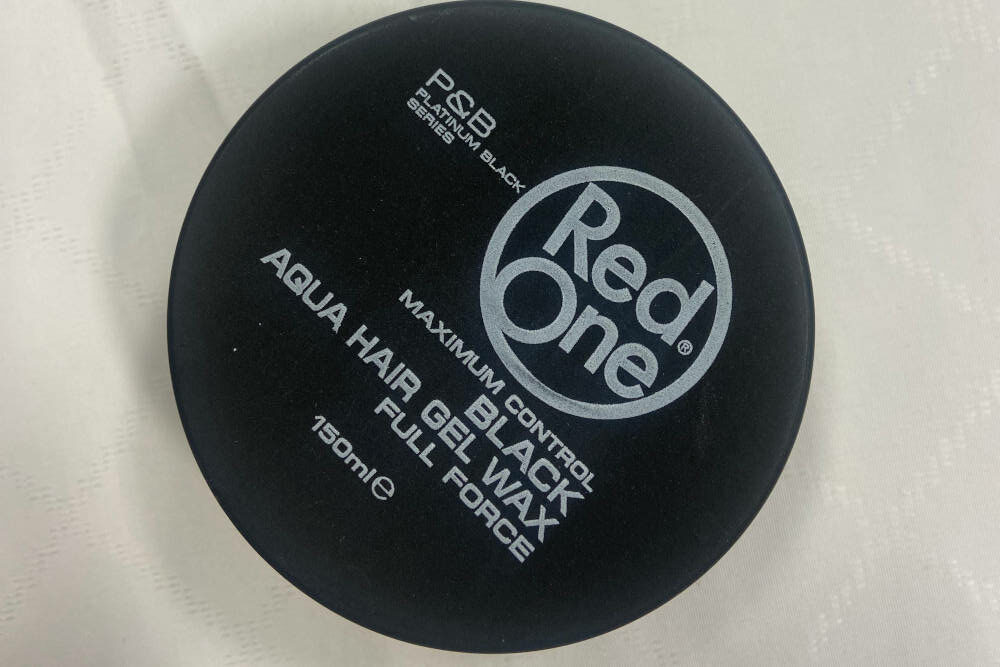 P&B
PLATINUM BLACK
SERIES
Red
One®
MAXIMUM CONTROL
BLACK
AQUA HAIR GEL WAX
FULL FORCE
150ml℮